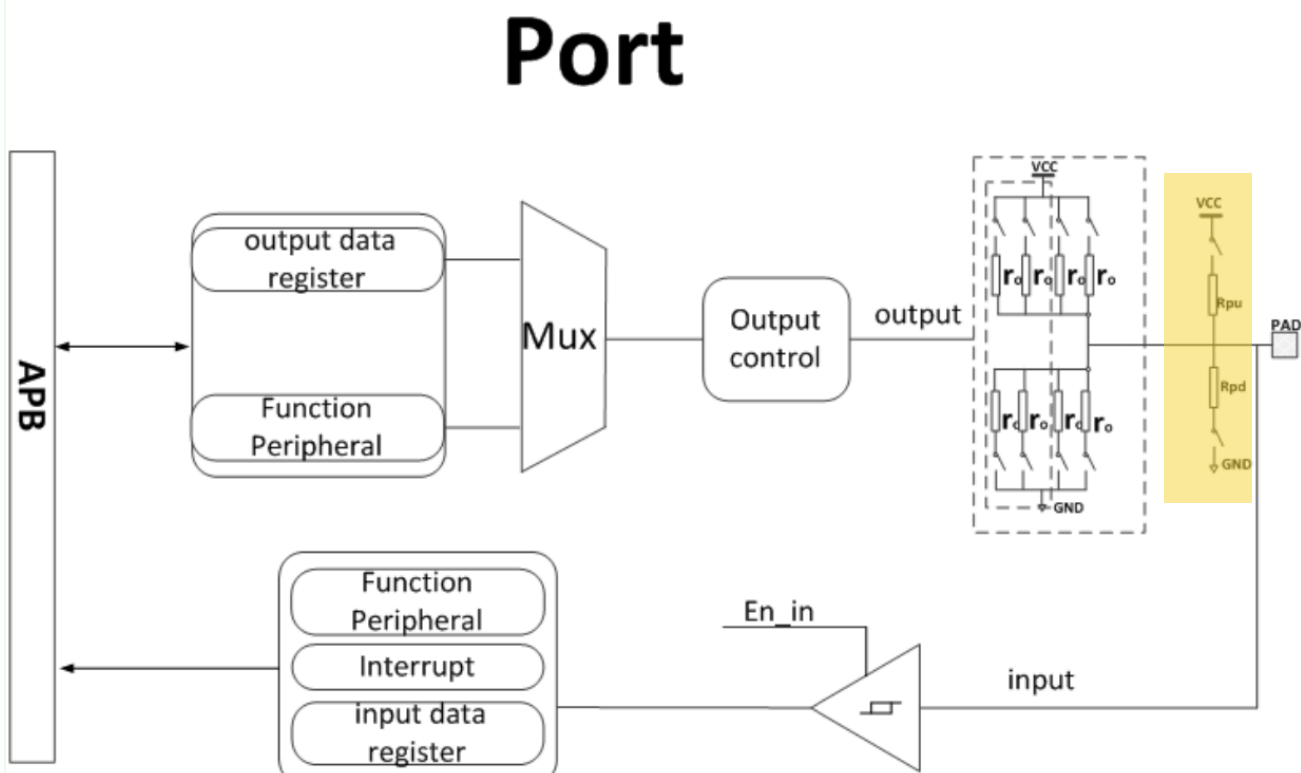 Port
APB
output data
register
Function
Peripheral
Mux
Output
control
output
VCC
rₒ rₒ rₒ rₒ
rₒ rₒ rₒ rₒ
GND
VCC
Rpu
PAD
Rpd
GND
Function
Peripheral
Interrupt
input data
register
En_in
input